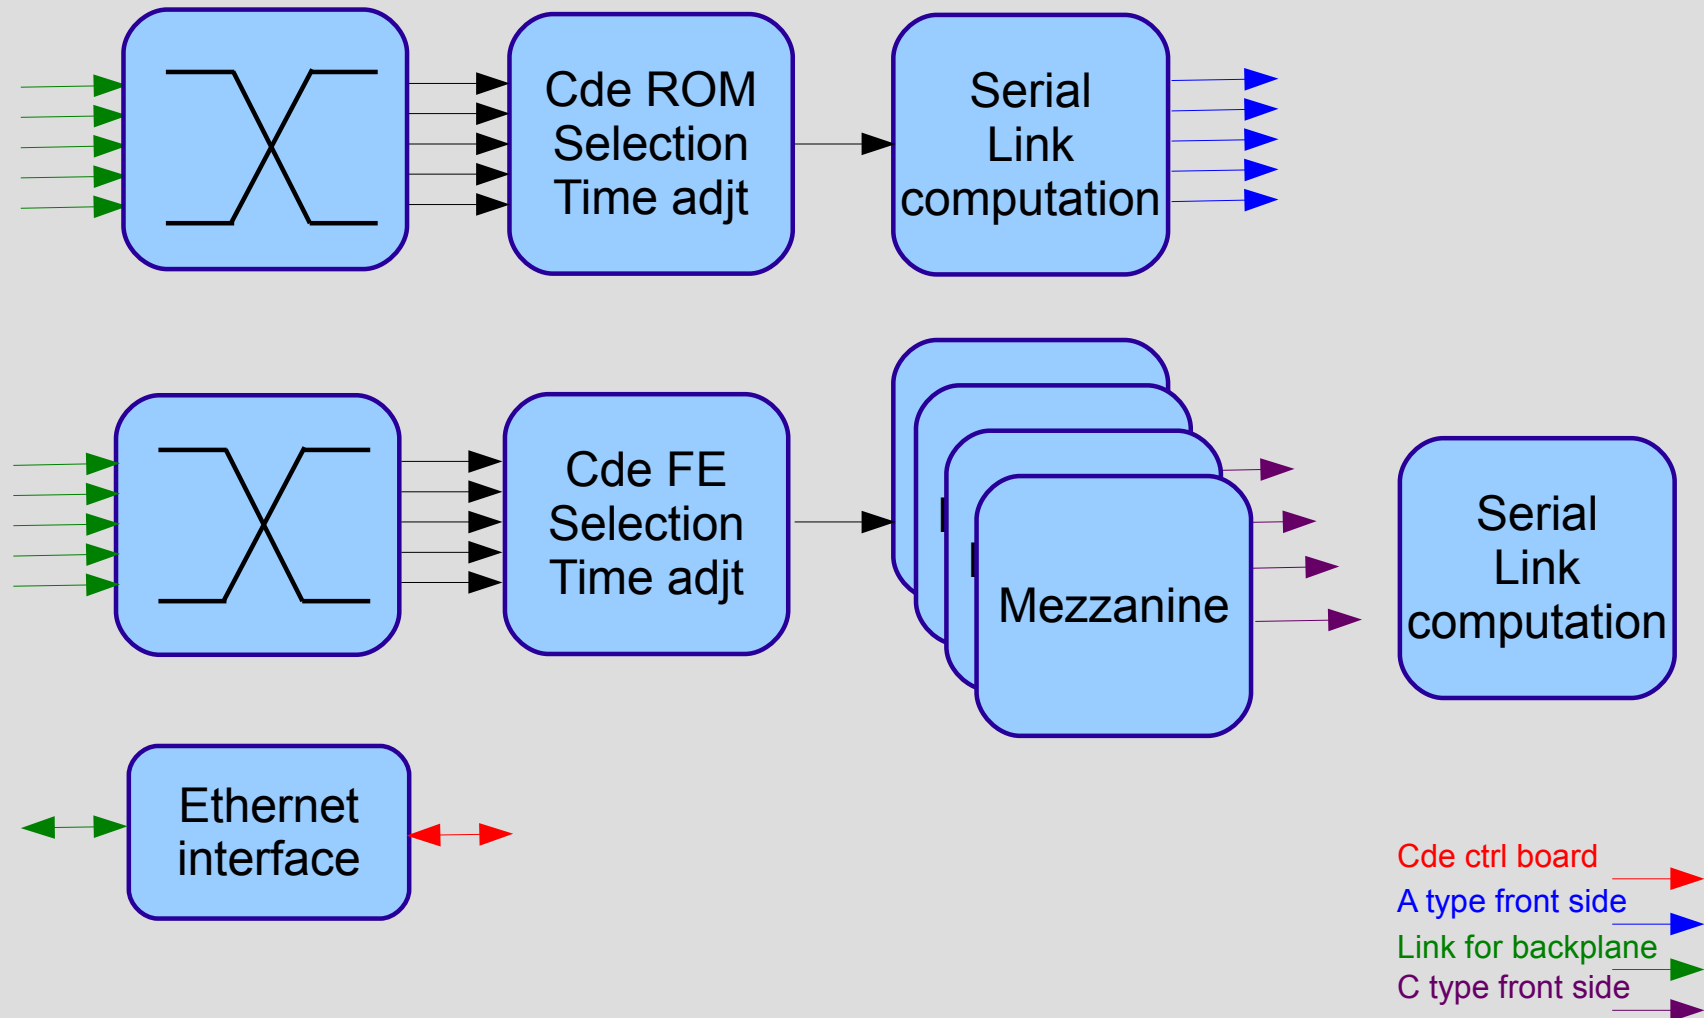 Cde ROM
Selection
Time adjt
Serial
Link
computation
Cde FE
Selection
Time adjt
Mezzanine
Serial
Link
computation
Ethernet
interface
Cde ctrl board
A type front side
Link for backplane
C type front side